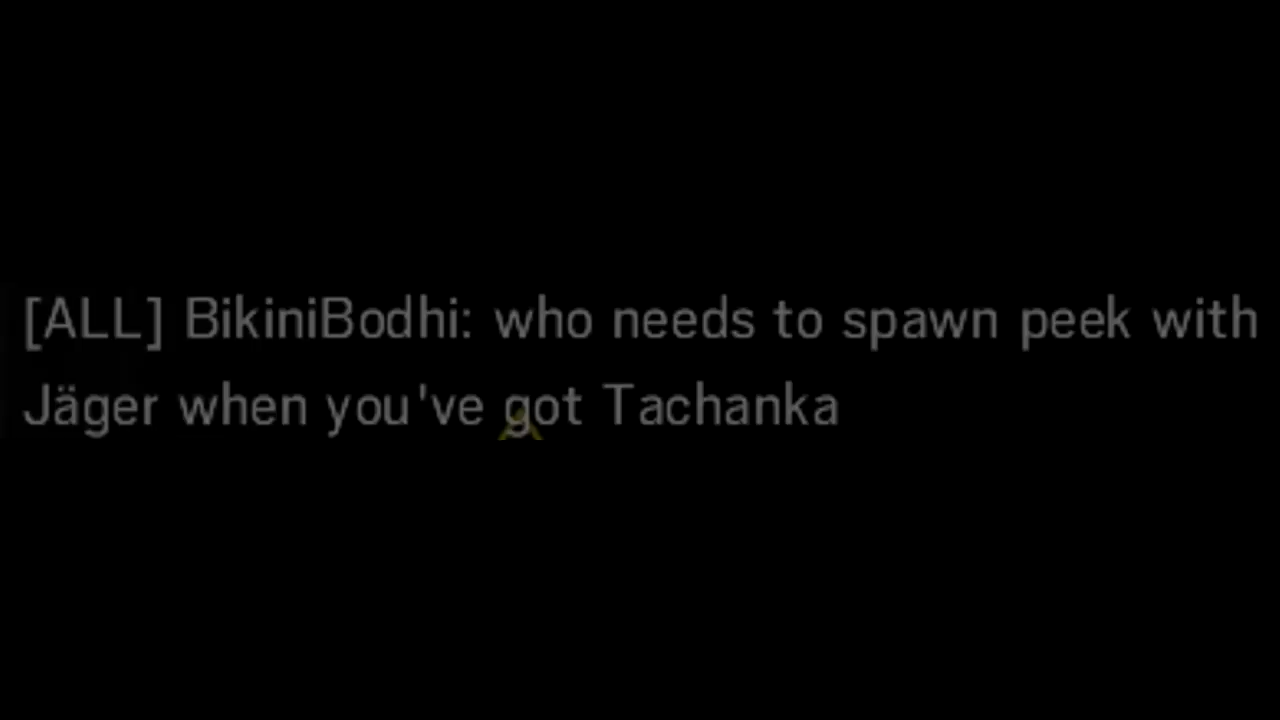 [ALL] BikiniBodhi: who needs to spawn peek with
Jäger when you've got Tachanka